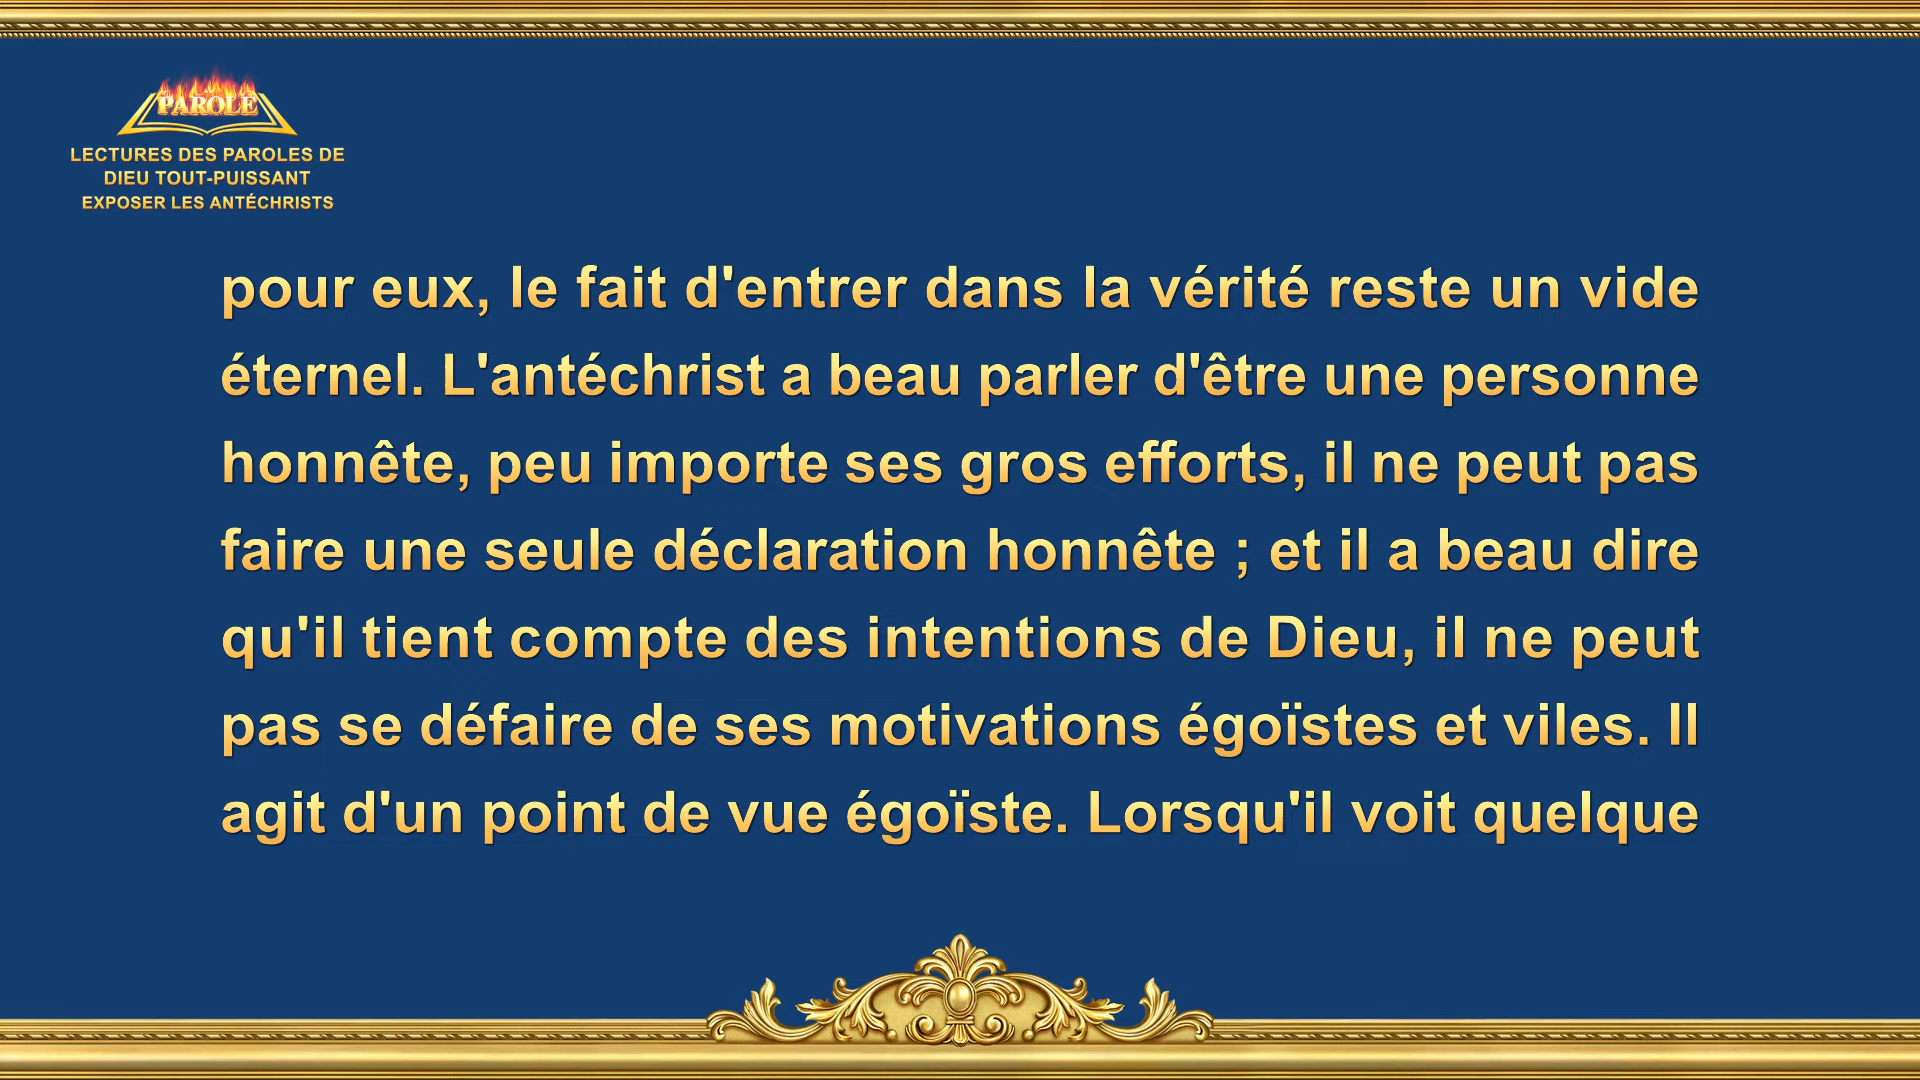 PAROLE
LECTURES DES PAROLES DE
DIEU TOUT-PUISSANT
EXPOSER LES ANTÉCHRISTS
pour eux, le fait d'entrer dans la vérité reste un vide
éternel. L'antéchrist a beau parler d'être une personne
honnête, peu importe ses gros efforts, il ne peut pas
faire une seule déclaration honnête ; et il a beau dire
qu'il tient compte des intentions de Dieu, il ne peut
pas se défaire de ses motivations égoïstes et viles. Il
agit d'un point de vue égoïste. Lorsqu'il voit quelque